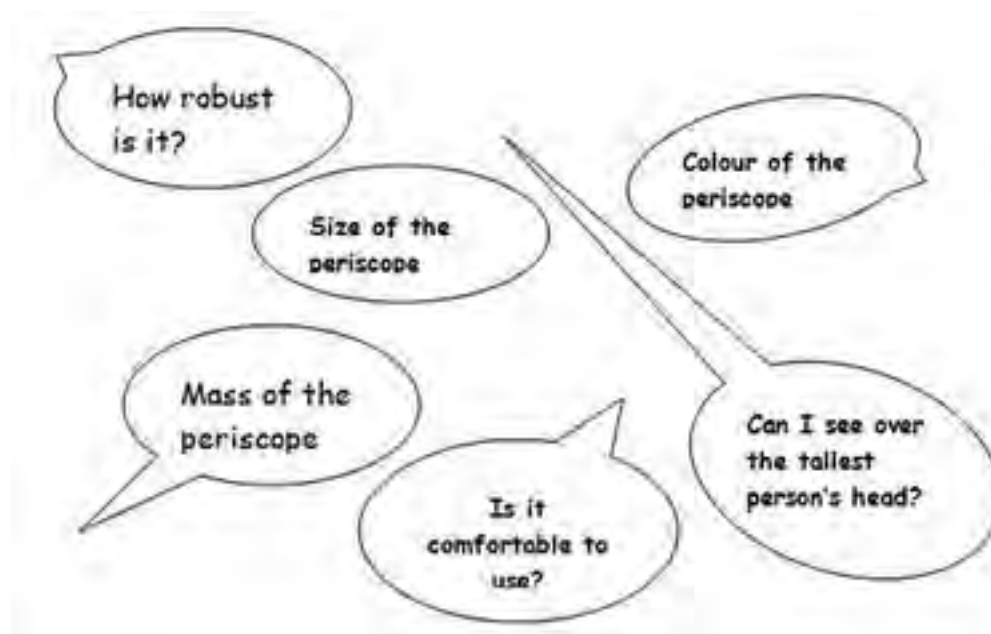 How robust
is it?
Colour of the
periscope
Size of the
periscope
Mass of the
periscope
Can I see over
the tallest
person's head?
Is it
comfortable to
use?